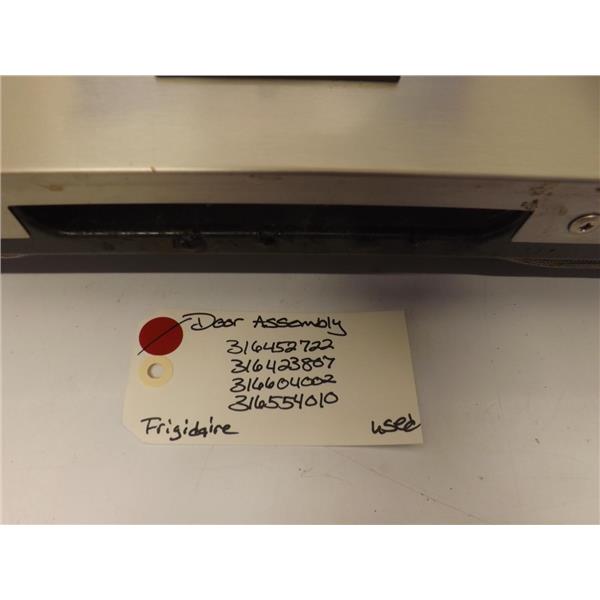 Door Assembly
316452722
316423807
316604002
316554010
Frigidaire used